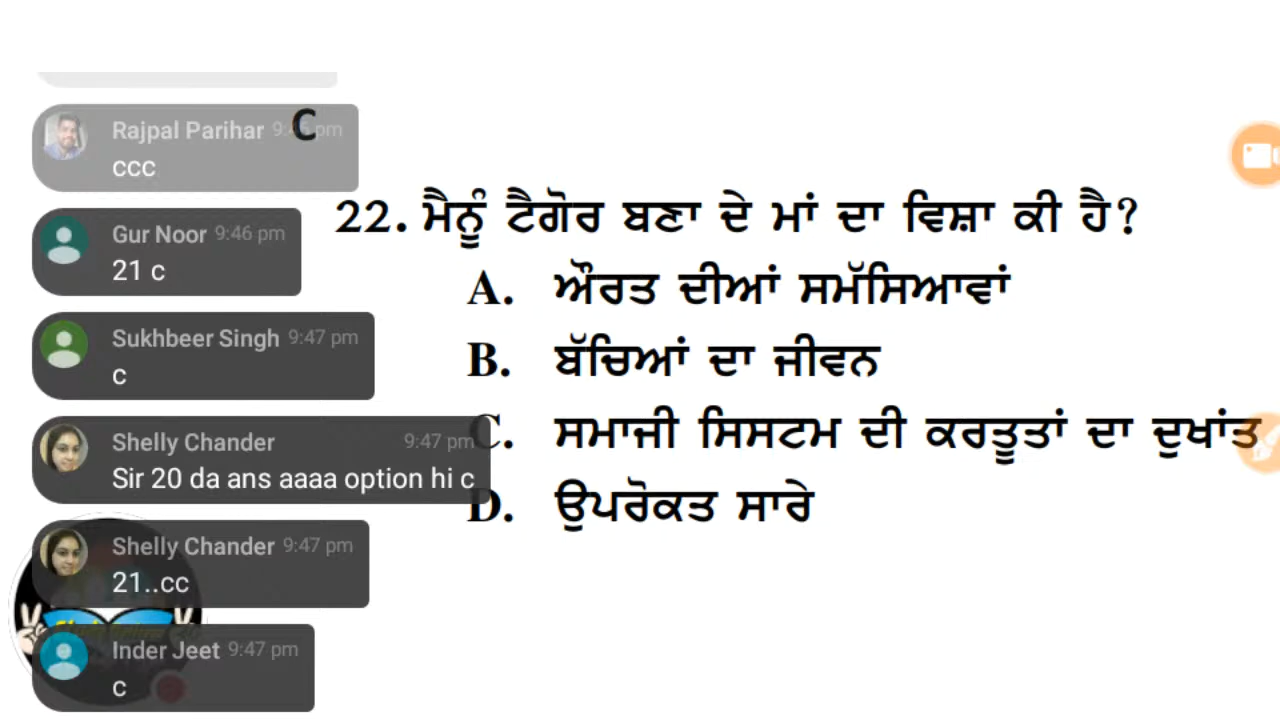 C
Rajpal Parihar
ccc
Gur Noor 9:46 pm
21 c
Sukhbeer Singh 9:47 pm
c
Shelly Chander 9:47 pm
Sir 20 da ans aaaa option hi c
Shelly Chander 9:47 pm
21..cc
Inder Jeet 9:47 pm
c
22. ਮੈਨੂੰ ਟੈਗੋਰ ਬਣਾ ਦੇ ਮਾਂ ਦਾ ਵਿਸ਼ਾ ਕੀ ਹੈ?
A. ਔਰਤ ਦੀਆਂ ਸਮੱਸਿਆਵਾਂ
B. ਬੱਚਿਆਂ ਦਾ ਜੀਵਨ
C. ਸਮਾਜੀ ਸਿਸਟਮ ਦੀ ਕਰਤੂਤਾਂ ਦਾ ਦੁਖਾਂਤ
D. ਉਪਰੋਕਤ ਸਾਰੇ